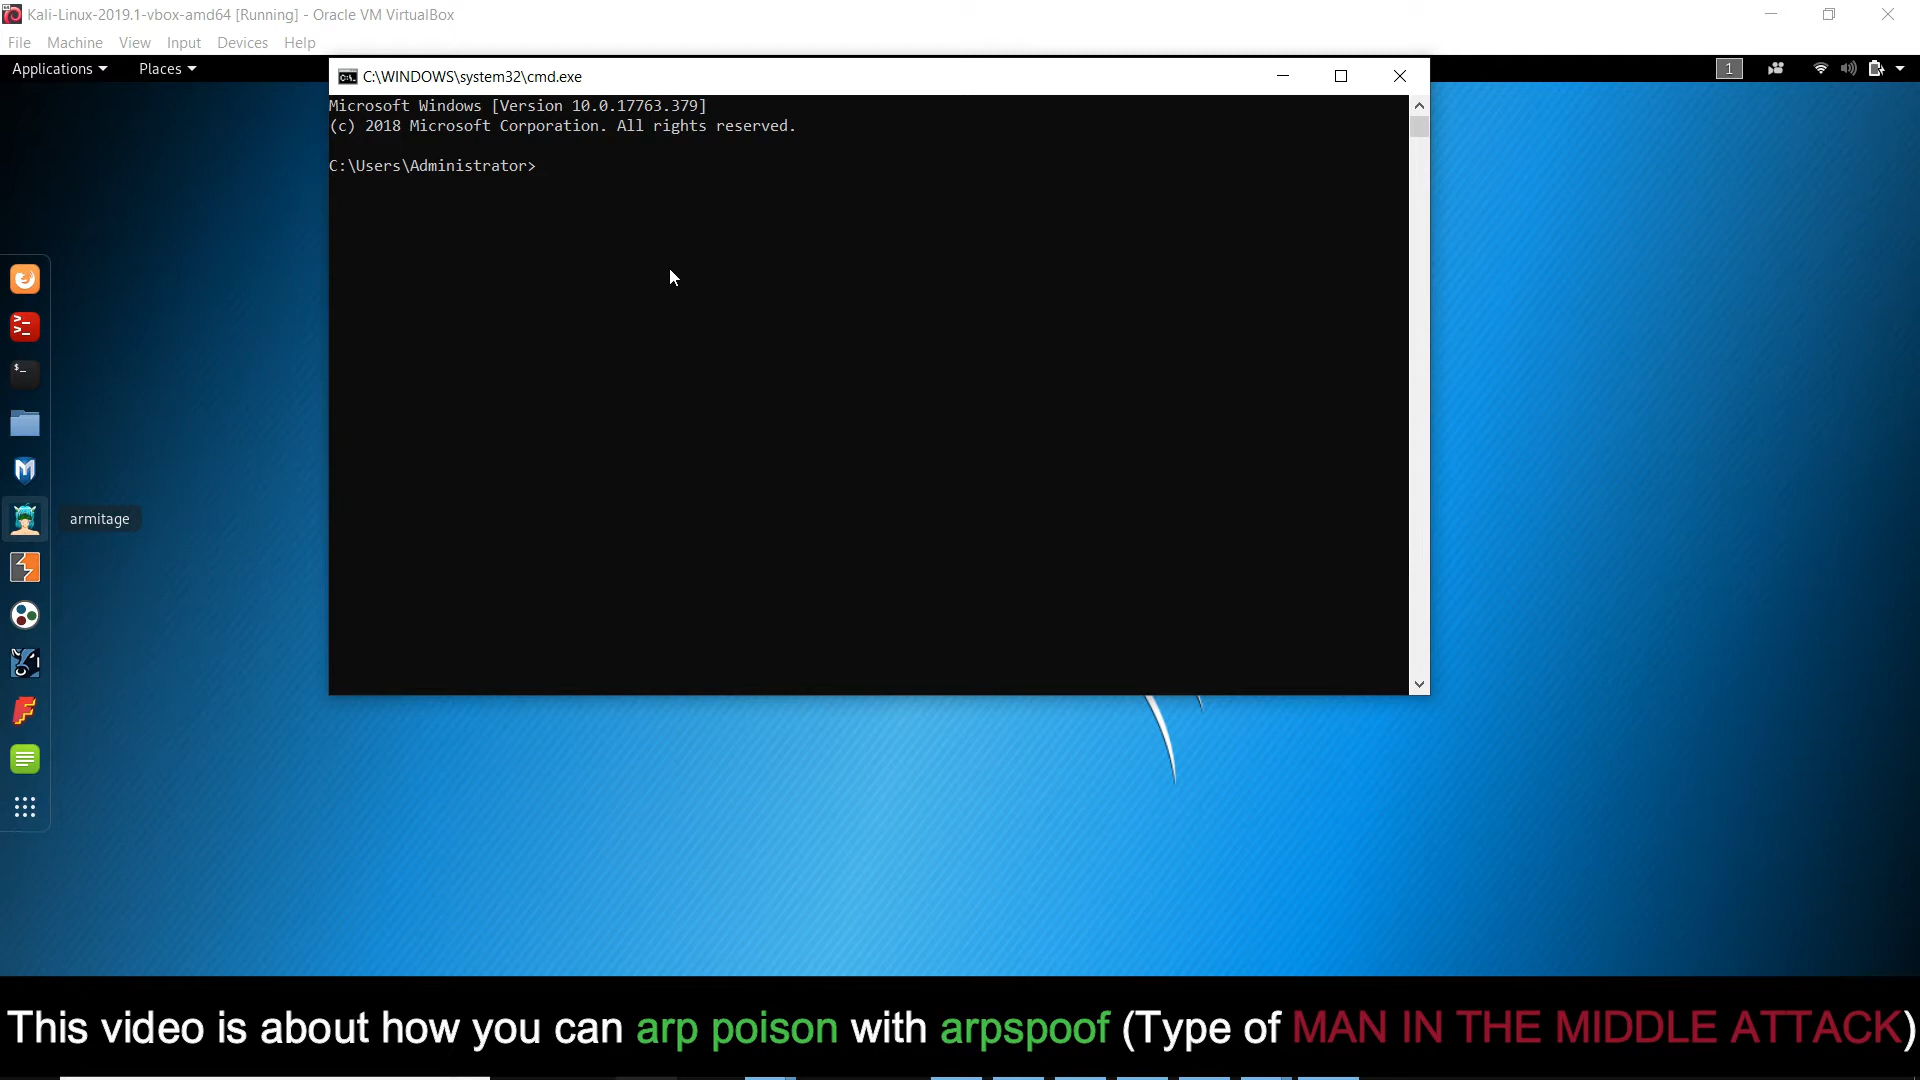 Kali-Linux-2019.1-vbox-amd64 [Running] - Oracle VM VirtualBox
File Machine View Input Devices Help
Applications Places 1
C:\WINDOWS\system32\cmd.exe
Microsoft Windows [Version 10.0.17763.379]
(c) 2018 Microsoft Corporation. All rights reserved.
C:\Users\Administrator>
armitage
This video is about how you can arp poison with arpspoof (Type of MAN IN THE MIDDLE ATTACK)